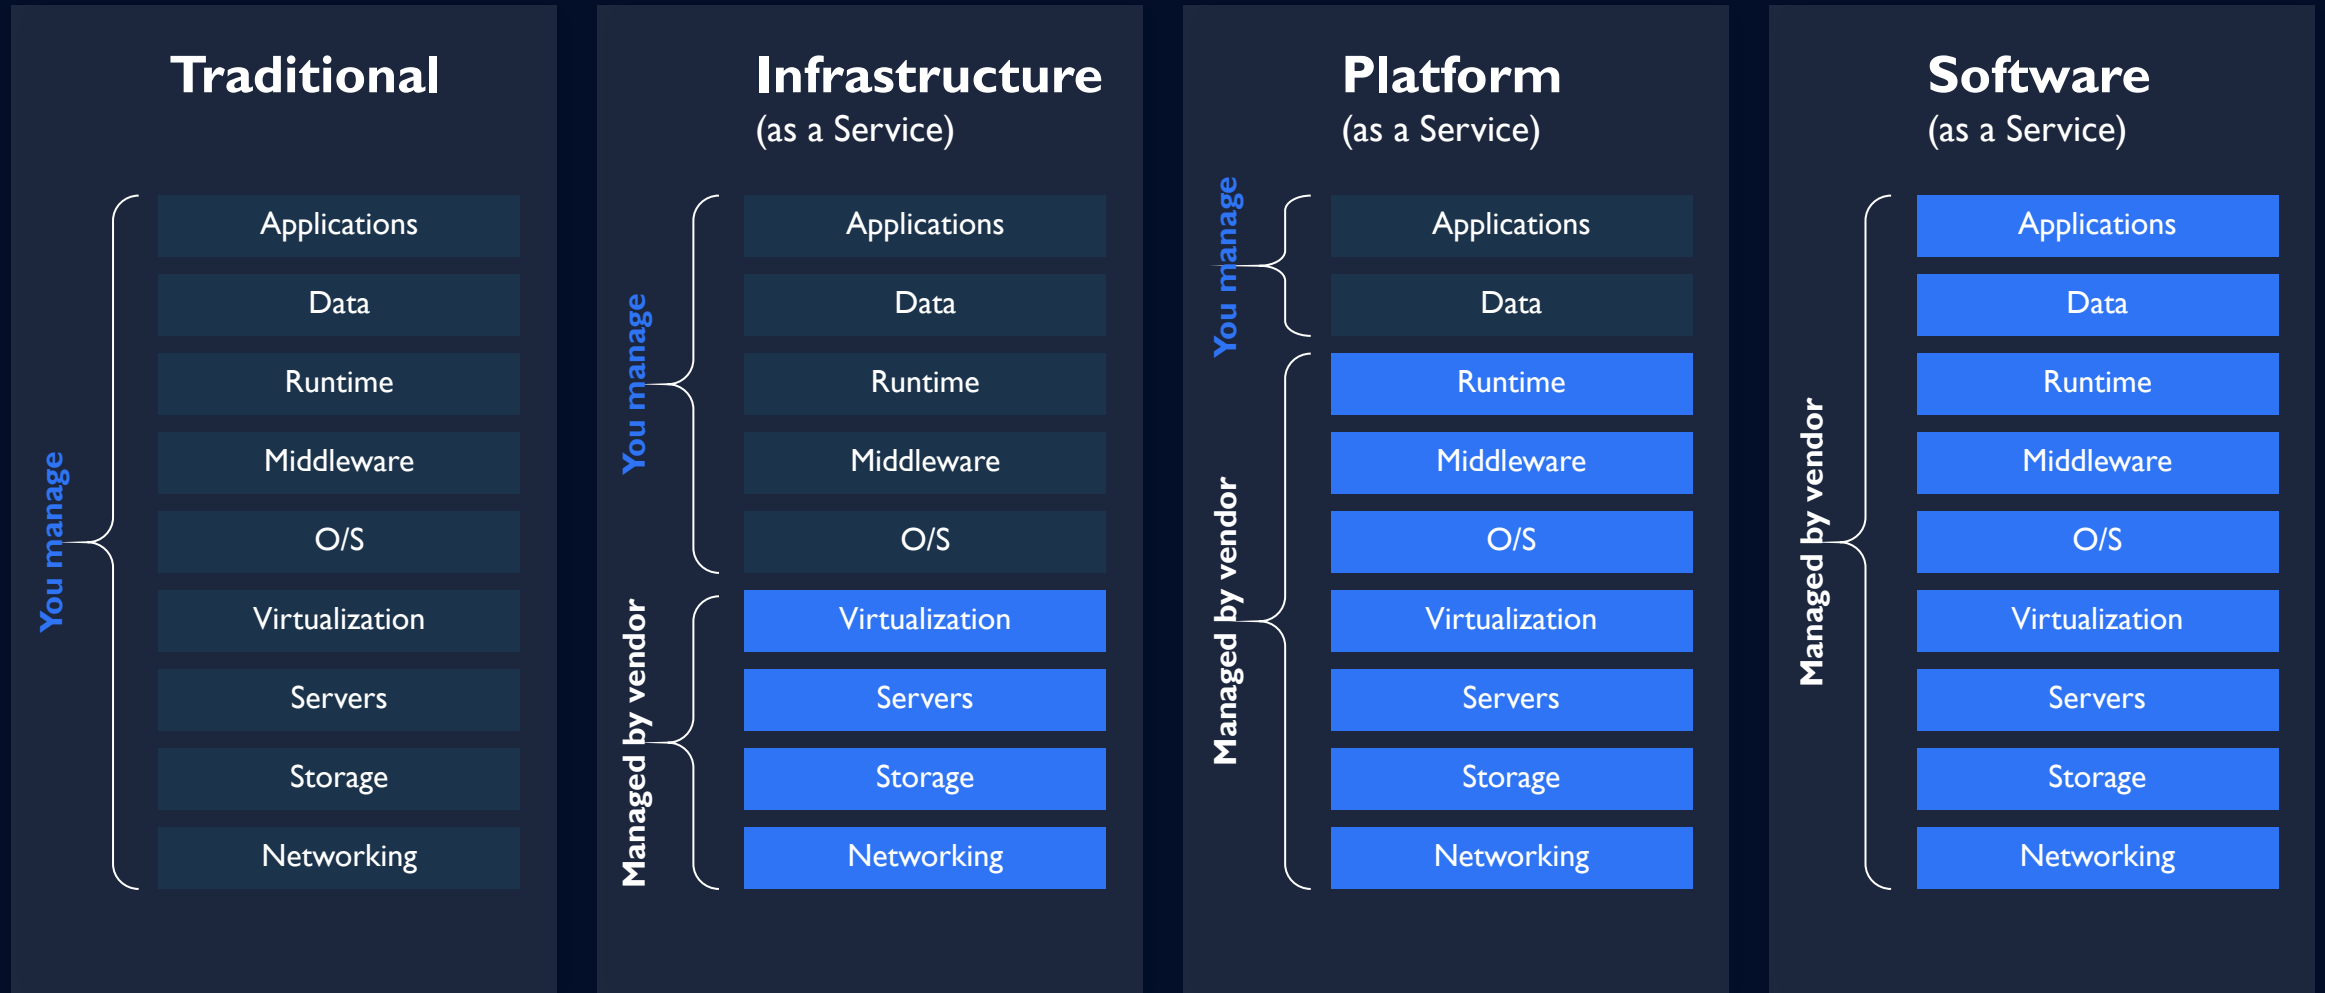 Traditional
You manage
Applications
Data
Runtime
Middleware
O/S
Virtualization
Servers
Storage
Networking
Infrastructure
(as a Service)
You manage
Managed by vendor
Applications
Data
Runtime
Middleware
O/S
Virtualization
Servers
Storage
Networking
Platform
(as a Service)
You manage
Managed by vendor
Applications
Data
Runtime
Middleware
O/S
Virtualization
Servers
Storage
Networking
Software
(as a Service)
Managed by vendor
Applications
Data
Runtime
Middleware
O/S
Virtualization
Servers
Storage
Networking